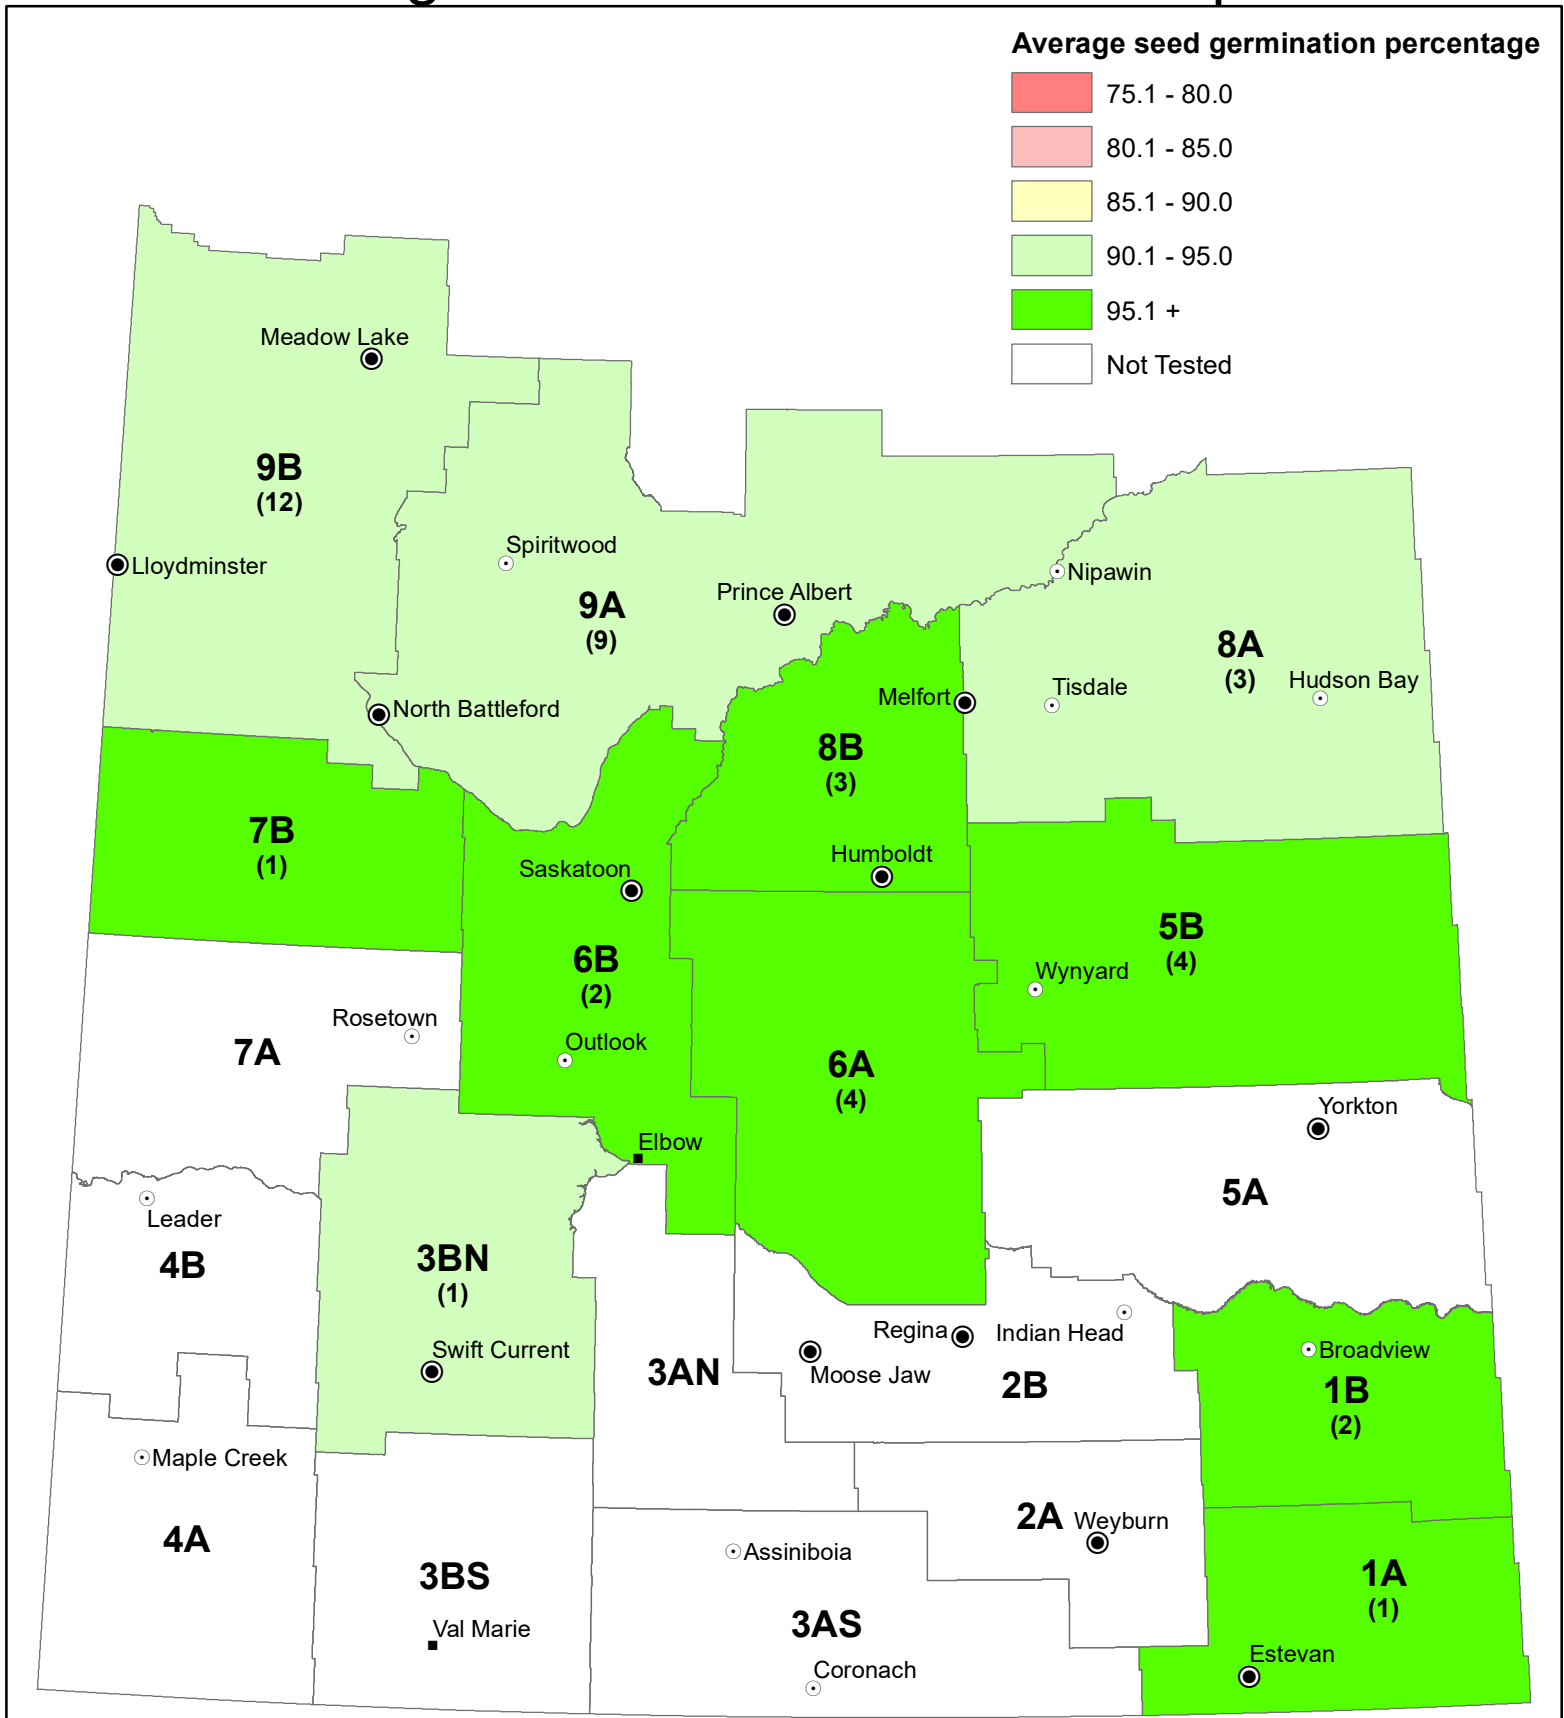 Average seed germination percentage
75.1 - 80.0
80.1 - 85.0
85.1 - 90.0
90.1 - 95.0
95.1 +
Not Tested
Meadow Lake
9B
(12)
Lloydminster
Spiritwood
9A
(9)
Prince Albert
Nipawin
8A
(3)
Hudson Bay
Tisdale
Melfort
North Battleford
8B
(3)
7B
(1)
Humboldt
Saskatoon
5B
(4)
6B
(2)
Wynyard
Rosetown
7A
Outlook
6A
(4)
Yorkton
Elbow
5A
Leader
4B
3BN
(1)
Regina
Indian Head
Swift Current
Broadview
3AN
Moose Jaw
2B
1B
(2)
Maple Creek
2A
Weyburn
4A
Assiniboia
3BS
1A
(1)
Val Marie
3AS
Estevan
Coronach